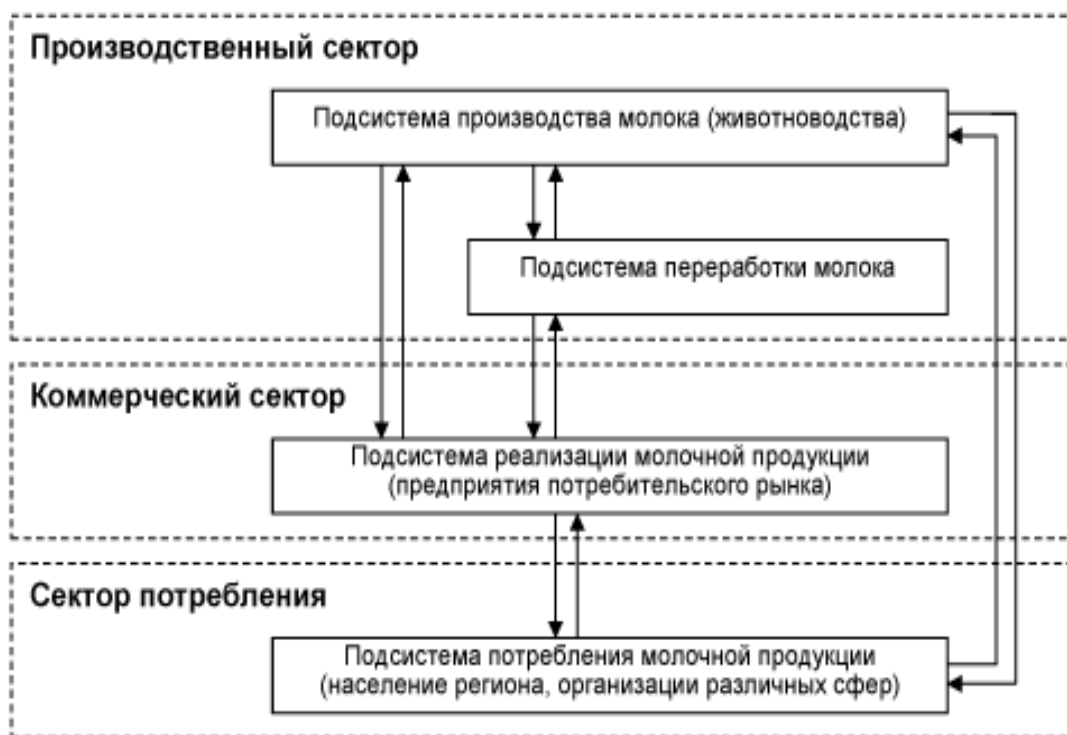 Производственный сектор
Подсистема производства молока (животноводства)
Подсистема переработки молока
Коммерческий сектор
Подсистема реализации молочной продукции
(предприятия потребительского рынка)
Сектор потребления
Подсистема потребления молочной продукции
(население региона, организации различных сфер)